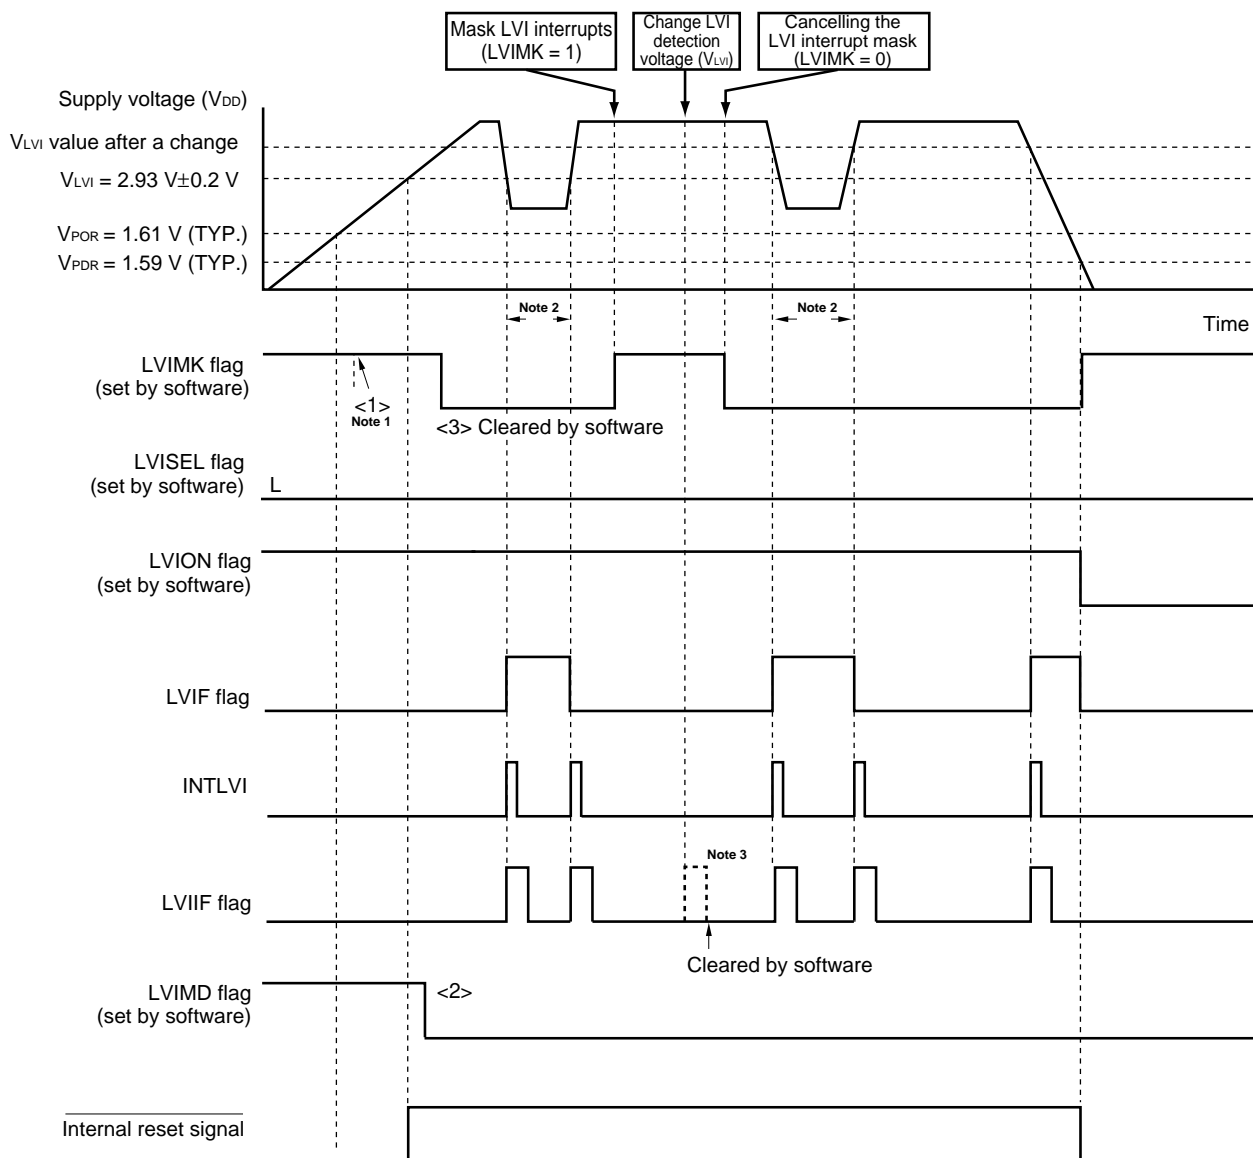 Mask LVI interrupts
(LVIMK = 1)
Change LVI
detection
voltage (VLVI)
Cancelling the
LVI interrupt mask
(LVIMK = 0)
Supply voltage (VDD)
VLVI value after a change
VLVI = 2.93 V±0.2 V
VPOR = 1.61 V (TYP.)
VPDR = 1.59 V (TYP.)
Note 2
Note 2
Time
LVIMK flag
(set by software)
<1>
Note 1
<3> Cleared by software
LVISEL flag
(set by software)
L
LVION flag
(set by software)
LVIF flag
INTLVI
Note 3
LVIIF flag
Cleared by software
LVIMD flag
(set by software)
<2>
Internal reset signal